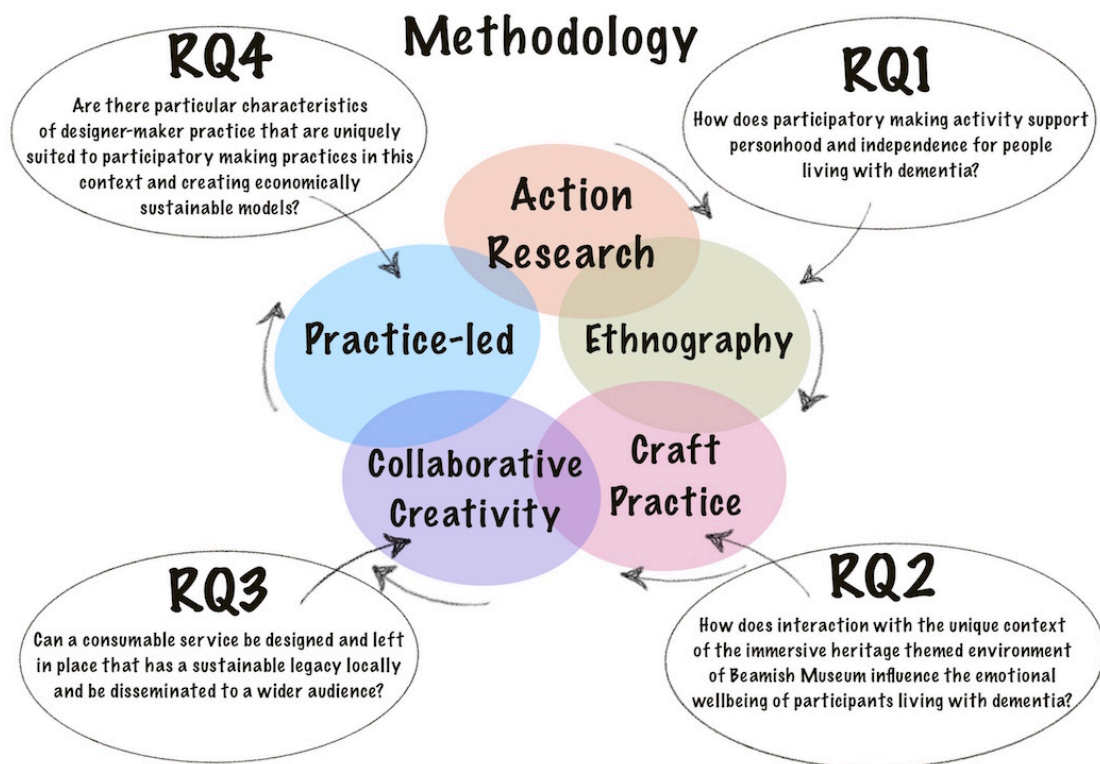 Methodology
RQ4
Are there particular characteristics
of designer-maker practice that are uniquely
suited to participatory making practices in this
context and creating economically
sustainable models?
RQ1
How does participatory making activity support
personhood and independence for people
living with dementia?
Action
Research
Practice-led
Ethnography
Collaborative
Creativity
Craft
Practice
RQ3
Can a consumable service be designed and left
in place that has a sustainable legacy locally
and be disseminated to a wider audience?
RQ2
How does interaction with the unique context
of the immersive heritage themed environment
of Beamish Museum influence the emotional
wellbeing of participants living with dementia?